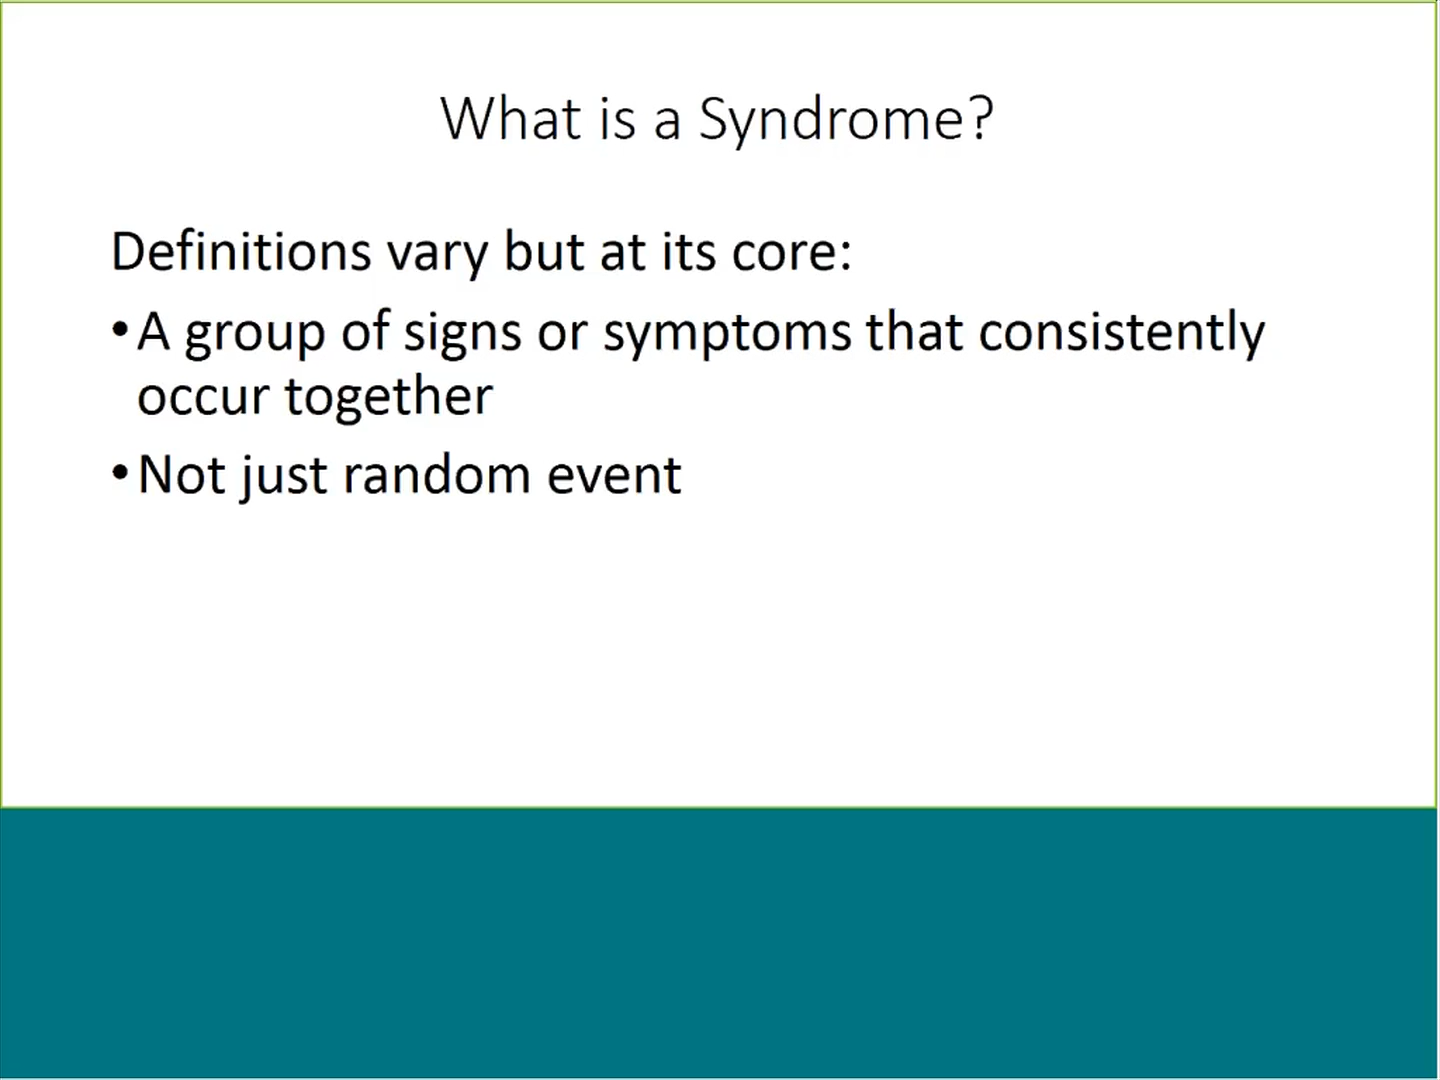 What is a Syndrome?
Definitions vary but at its core:
•A group of signs or symptoms that consistently
occur together
•Not just random event